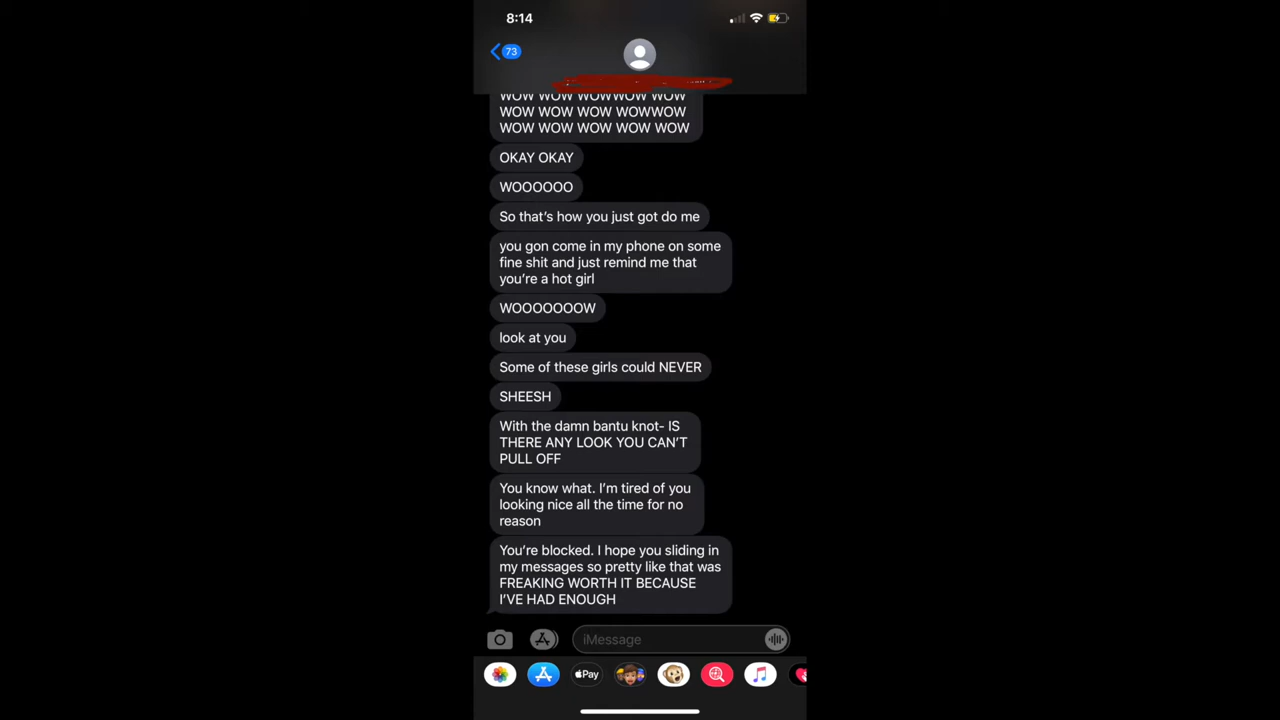 8:14
73
WOW WOW WOWWOW WOW
WOW WOW WOW WOWWOW
WOW WOW WOW WOW WOW
OKAY OKAY
WOOOOOO
So that’s how you just got do me
you gon come in my phone on some
fine shit and just remind me that
you’re a hot girl
WOOOOOOOW
look at you
Some of these girls could NEVER
SHEESH
With the damn bantu knot- IS
THERE ANY LOOK YOU CAN’T
PULL OFF
You know what. I’m tired of you
looking nice all the time for no
reason
You’re blocked. I hope you sliding in
my messages so pretty like that was
FREAKING WORTH IT BECAUSE
I’VE HAD ENOUGH
iMessage
Pay